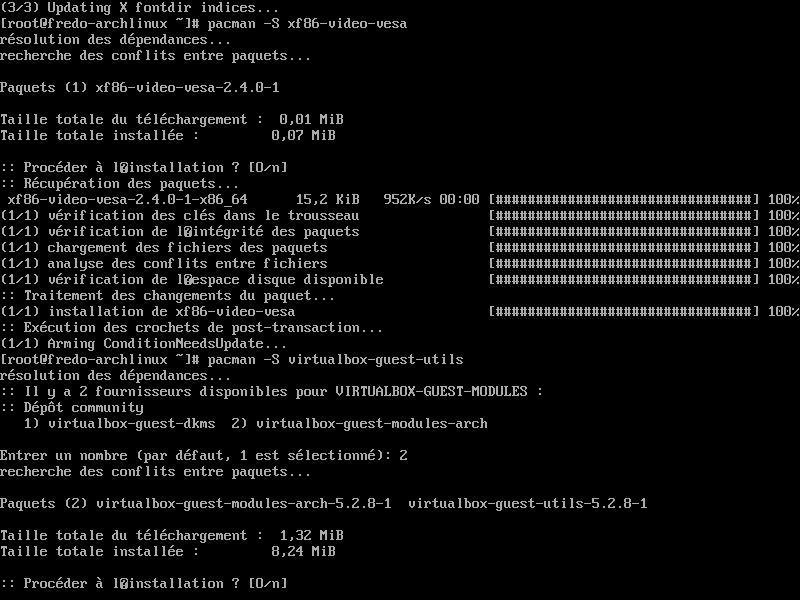 (3/3) Updating X fontdir indices...
[root@fredo-archlinux ~]# pacman -S xf86-video-vesa
résolution des dépendances...
recherche des conflits entre paquets...
Paquets (1) xf86-video-vesa-2.4.0-1
Taille totale du téléchargement :  0,01 MiB
Taille totale installée :         0,07 MiB
:: Procéder à l�installation ? [O/n]
:: Récupération des paquets...
 xf86-video-vesa-2.4.0-1-x86_64      15,2 KiB   952K/s 00:00 [################################] 100%
(1/1) vérification des clés dans le trousseau                [################################] 100%
(1/1) vérification de l�intégrité des paquets                [################################] 100%
(1/1) chargement des fichiers des paquets                    [################################] 100%
(1/1) analyse des conflits entre fichiers                    [################################] 100%
(1/1) vérification de l�espace disque disponible             [################################] 100%
:: Traitement des changements du paquet...
(1/1) installation de xf86-video-vesa                        [################################] 100%
:: Exécution des crochets de post-transaction...
(1/1) Arming ConditionNeedsUpdate...
[root@fredo-archlinux ~]# pacman -S virtualbox-guest-utils
résolution des dépendances...
:: Il y a 2 fournisseurs disponibles pour VIRTUALBOX-GUEST-MODULES :
:: Dépôt community
   1) virtualbox-guest-dkms  2) virtualbox-guest-modules-arch
Entrer un nombre (par défaut, 1 est sélectionné): 2
recherche des conflits entre paquets...
Paquets (2) virtualbox-guest-modules-arch-5.2.8-1  virtualbox-guest-utils-5.2.8-1
Taille totale du téléchargement :  1,32 MiB
Taille totale installée :         8,24 MiB
:: Procéder à l�installation ? [O/n]